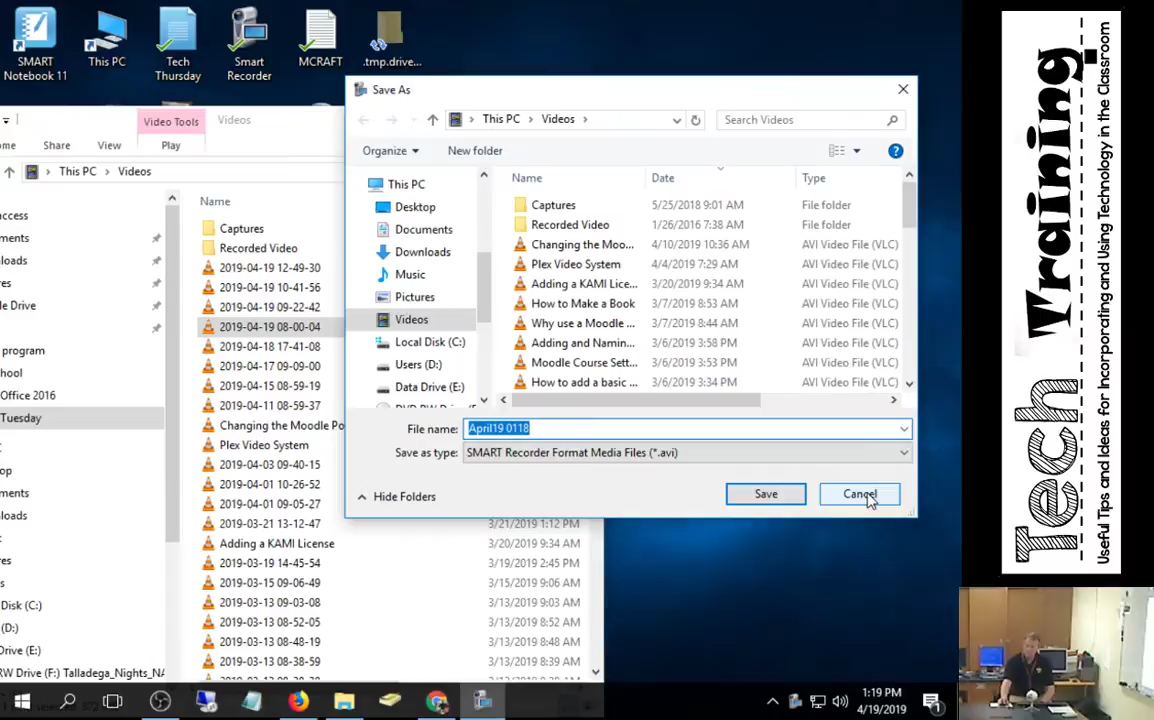 SMART
Notebook 11
This PC
Tech
Thursday
Smart
Recorder
MCRAFT
.tmp.drive...
Video Tools
Videos
ome
Share
View
Play
This PC
Videos
access
ments
loads
res
le Drive
program
hool
Office 2016
Tuesday
op
ments
loads
res
Disk (C:)
(D:)
Drive (E:)
RW Drive (F:) Talladega_Nights_NA
Name
Captures
Recorded Video
2019-04-19 12-49-30
2019-04-19 10-41-56
2019-04-19 09-22-42
2019-04-19 08-00-04
2019-04-18 17-41-08
2019-04-17 09-09-00
2019-04-15 08-59-19
2019-04-11 08-59-37
Changing the Moodle Po
Plex Video System
2019-04-03 09-40-15
2019-04-01 10-26-52
2019-04-01 09-05-27
2019-03-21 13-12-47 3/21/2019 1:12 PM
Adding a KAMI License 3/20/2019 9:34 AM
2019-03-19 14-45-54 3/19/2019 2:45 PM
2019-03-15 09-06-49 3/15/2019 9:06 AM
2019-03-13 09-03-08 3/13/2019 9:03 AM
2019-03-13 08-52-05 3/13/2019 8:52 AM
2019-03-13 08-48-19 3/13/2019 8:48 AM
2019-03-13 08-38-59 3/13/2019 8:39 AM
Save As
This PC
Videos
Search Videos
Organize
New folder
This PC
Desktop
Documents
Downloads
Music
Pictures
Videos
Local Disk (C:)
Users (D:)
Data Drive (E:)
Name Date Type
Captures 5/25/2018 9:01 AM File folder
Recorded Video 1/26/2016 7:38 AM File folder
Changing the Moo... 4/10/2019 10:36 AM AVI Video File (VLC)
Plex Video System 4/4/2019 7:29 AM AVI Video File (VLC)
Adding a KAMI Lice... 3/20/2019 9:34 AM AVI Video File (VLC)
How to Make a Book 3/7/2019 8:53 AM AVI Video File (VLC)
Why use a Moodle ... 3/7/2019 8:44 AM AVI Video File (VLC)
Adding and Namin... 3/6/2019 3:58 PM AVI Video File (VLC)
Moodle Course Sett... 3/6/2019 3:53 PM AVI Video File (VLC)
How to add a basic ... 3/6/2019 3:34 PM AVI Video File (VLC)
File name: April19 0118
Save as type: SMART Recorder Format Media Files (*.avi)
Hide Folders
Save
Cancel
1:19 PM
4/19/2019
1
Tech Training
Useful Tips and Ideas for Incorporating and Using Technology in the Classroom